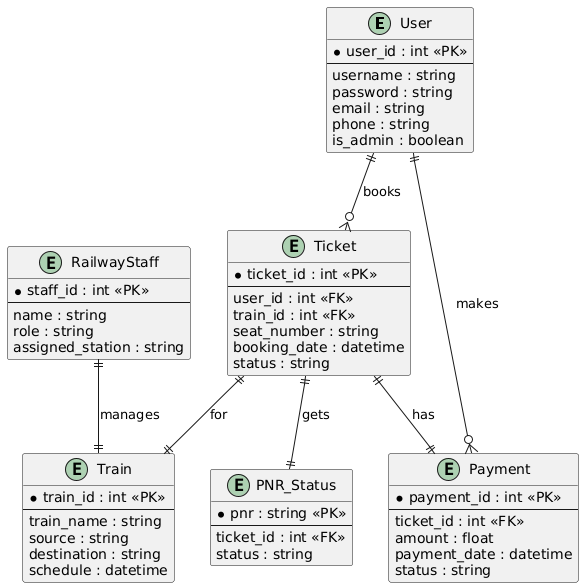 E User
* user_id : int «PK»
username : string
password : string
email : string
phone : string
is_admin : boolean
books
E Ticket
* ticket_id : int «PK»
user_id : int «FK»
train_id : int «FK»
seat_number : string
booking_date : datetime
status : string
E RailwayStaff
* staff_id : int «PK»
name : string
role : string
assigned_station : string
makes
manages
for
gets
has
E Train
* train_id : int «PK»
train_name : string
source : string
destination : string
schedule : datetime
E PNR_Status
* pnr : string «PK»
ticket_id : int «FK»
status : string
E Payment
* payment_id : int «PK»
ticket_id : int «FK»
amount : float
payment_date : datetime
status : string